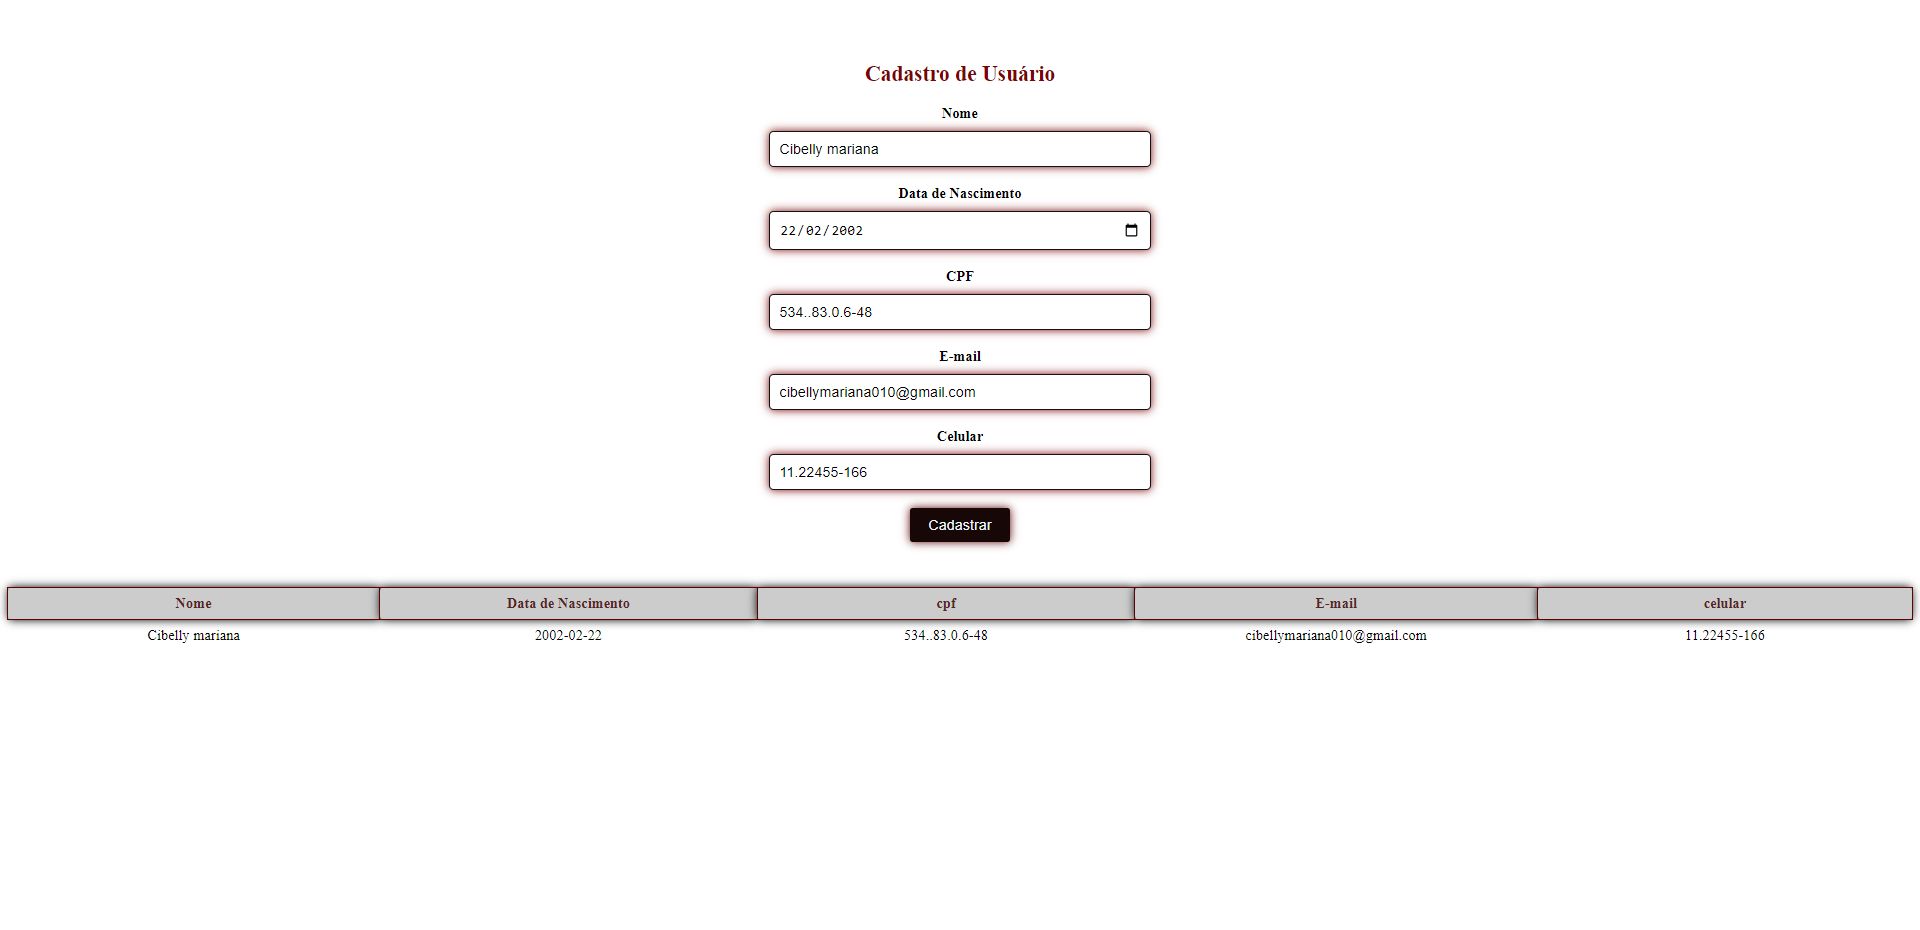 Cadastro de Usuário
Nome
Cibelly mariana
Data de Nascimento
22/02/2002
CPF
534..83.0.6-48
E-mail
cibellymariana010@gmail.com
Celular
11.22455-166
Cadastrar
Nome Data de Nascimento cpf E-mail celular
Cibelly mariana 2002-02-22 534..83.0.6-48 cibellymariana010@gmail.com 11.22455-166